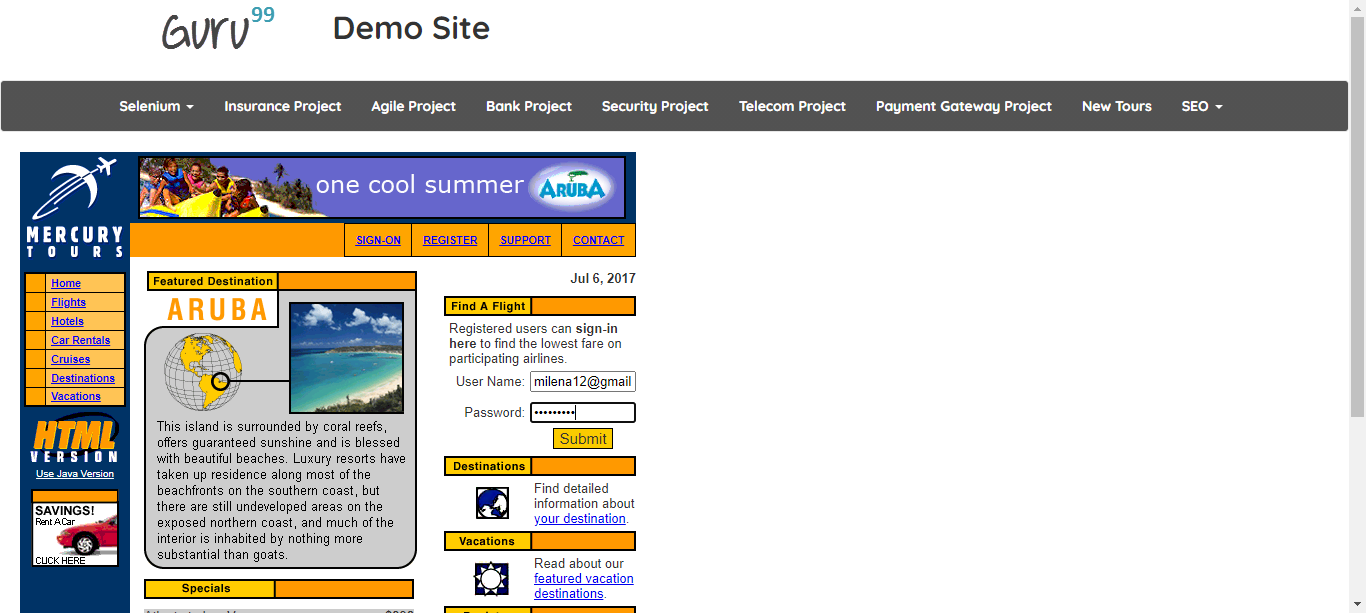 Guru 99
Demo Site
Selenium Insurance Project Agile Project Bank Project Security Project Telecom Project Payment Gateway Project New Tours SEO
one cool summer ARUBA
MERCURY
TOURS
SIGN-ON REGISTER SUPPORT CONTACT
Home
Flights
Hotels
Car Rentals
Cruises
Destinations
Vacations
HTML
VERSION
Use Java Version
SAVINGS!
Rent A Car
CLICK HERE
Featured Destination
ARUBA
This island is surrounded by coral reefs,
offers guaranteed sunshine and is blessed
with beautiful beaches. Luxury resorts have
taken up residence along most of the
beachfronts on the southern coast, but
there are still undeveloped areas on the
exposed northern coast, and much of the
interior is inhabited by nothing more
substantial than goats.
Specials
Jul 6, 2017
Find A Flight
Registered users can sign-in
here to find the lowest fare on
participating airlines.
User Name: milena12@gmail
Password: •••••••••
Submit
Destinations
Find detailed
information about
your destination.
Vacations
Read about our
featured vacation
destinations.